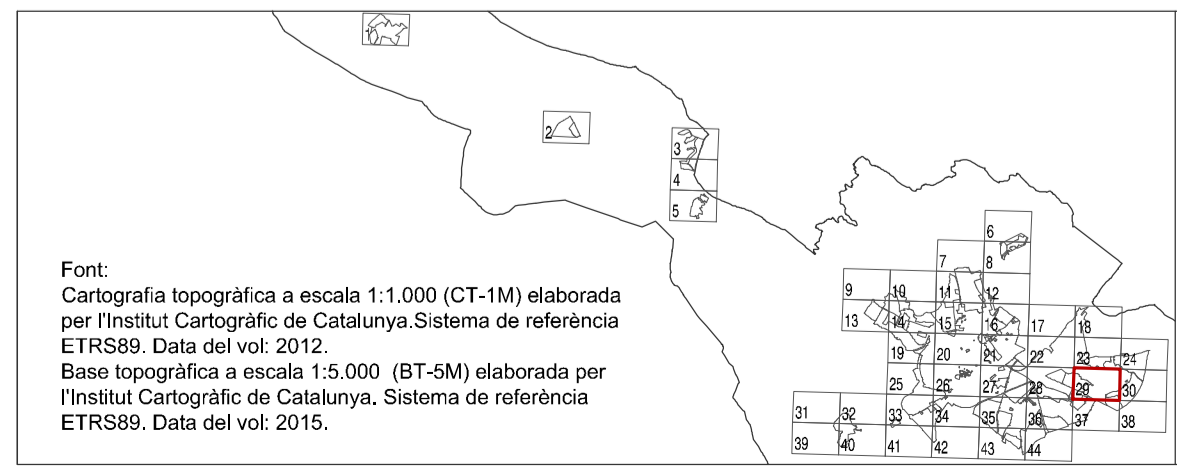 1
2
3
4
5
6
7 8
9 10 11 12
13 14 15 16 17 18
19 20 21 22 23 24
25 26 27 28 29 30
31 32 33 34 35 36 37 38
39 40 41 42 43 44
Font:
Cartografia topogràfica a escala 1:1.000 (CT-1M) elaborada
per l'Institut Cartogràfic de Catalunya.Sistema de referència
ETRS89. Data del vol: 2012.
Base topogràfica a escala 1:5.000 (BT-5M) elaborada per
l'Institut Cartogràfic de Catalunya. Sistema de referència
ETRS89. Data del vol: 2015.